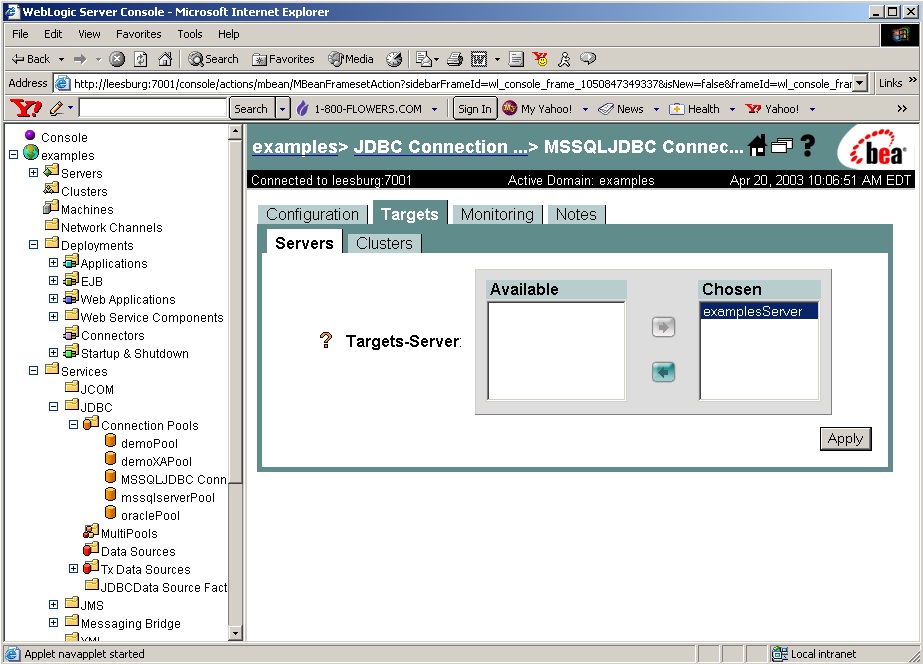 WebLogic Server Console - Microsoft Internet Explorer
File Edit View Favorites Tools Help
Back Search Favorites Media
Address http://leesburg:7001/console/actions/mbean/MBeanFramesetAction?sidebarFrameId=wl_console_frame_1050847349337&isNew=false&frameId=wl_console_frar Links »
Y! Search 1-800-FLOWERS.COM Sign In My Yahoo! News Health Yahoo! »
Console
examples
Servers
Clusters
Machines
Network Channels
Deployments
Applications
EJB
Web Applications
Web Service Components
Connectors
Startup & Shutdown
Services
JCOM
JDBC
Connection Pools
demoPool
demoXAPool
MSSQLJDBC Conn
mssqlserverPool
oraclePool
MultiPools
Data Sources
Tx Data Sources
JDBCData Source Fact
JMS
Messaging Bridge
XML
examples> JDBC Connection ...> MSSQLJDBC Connec... ?
bea
Connected to leesburg:7001 Active Domain: examples Apr 20, 2003 10:06:51 AM EDT
Configuration Targets Monitoring Notes
Servers Clusters
Available Chosen
examplesServer
? Targets-Server:
Apply
Applet navapplet started Local intranet